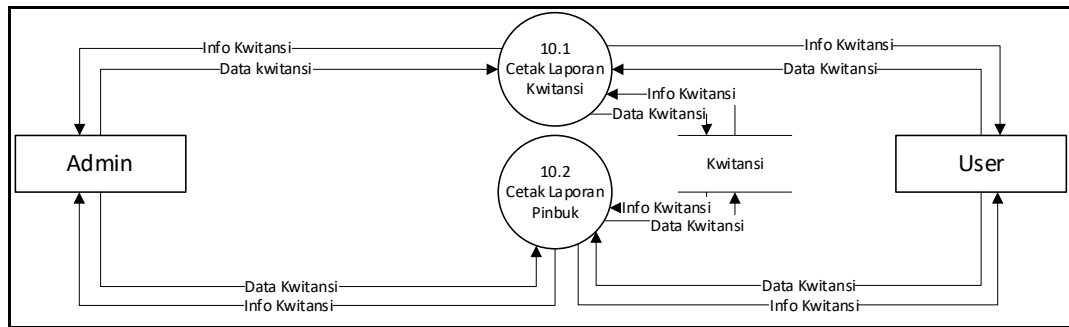 Info Kwitansi
Data kwitansi
10.1
Cetak Laporan
Kwitansi
Info Kwitansi
Data Kwitansi
Info Kwitansi
Data Kwitansi
Admin
10.2
Cetak Laporan
Pinbuk
Kwitansi
User
Info Kwitansi
Data Kwitansi
Data Kwitansi
Info Kwitansi
Data Kwitansi
Info Kwitansi